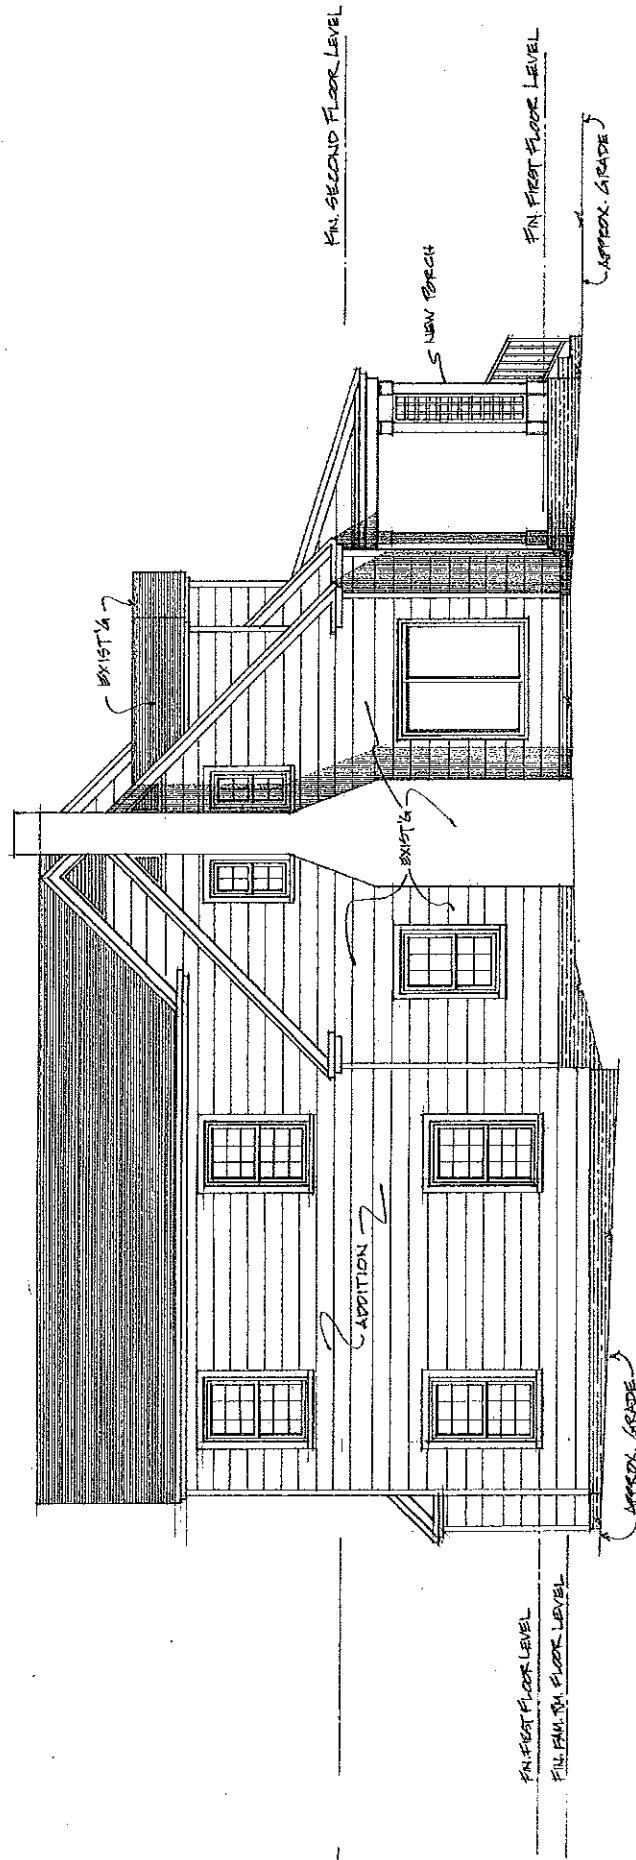 FIN. SECOND FLOOR LEVEL
FIN. FIRST FLOOR LEVEL
APPROX. GRADE
NEW PORCH
EXIST'G
EXIST'G
ADDITION
FIN. FIRST FLOOR LEVEL
FIN. FAM. RM. FLOOR LEVEL
APPROX. GRADE